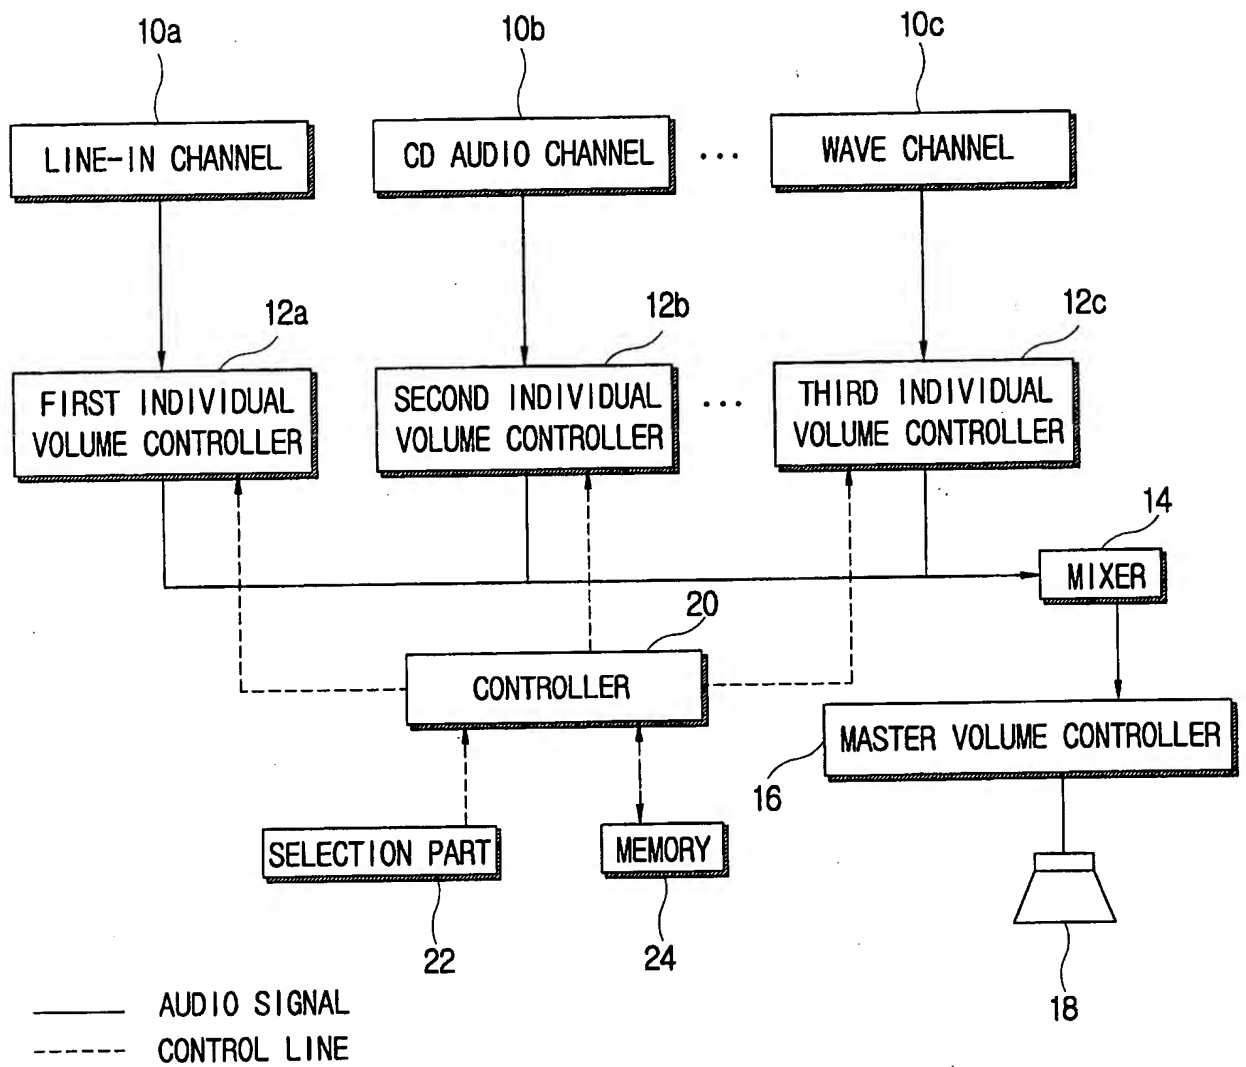 10a
10b
10c
LINE-IN CHANNEL
CD AUDIO CHANNEL
...
WAVE CHANNEL
12a
12b
12c
FIRST INDIVIDUAL
VOLUME CONTROLLER
SECOND INDIVIDUAL
VOLUME CONTROLLER
...
THIRD INDIVIDUAL
VOLUME CONTROLLER
14
MIXER
20
CONTROLLER
MASTER VOLUME CONTROLLER
16
SELECTION PART
MEMORY
22
24
18
AUDIO SIGNAL
CONTROL LINE